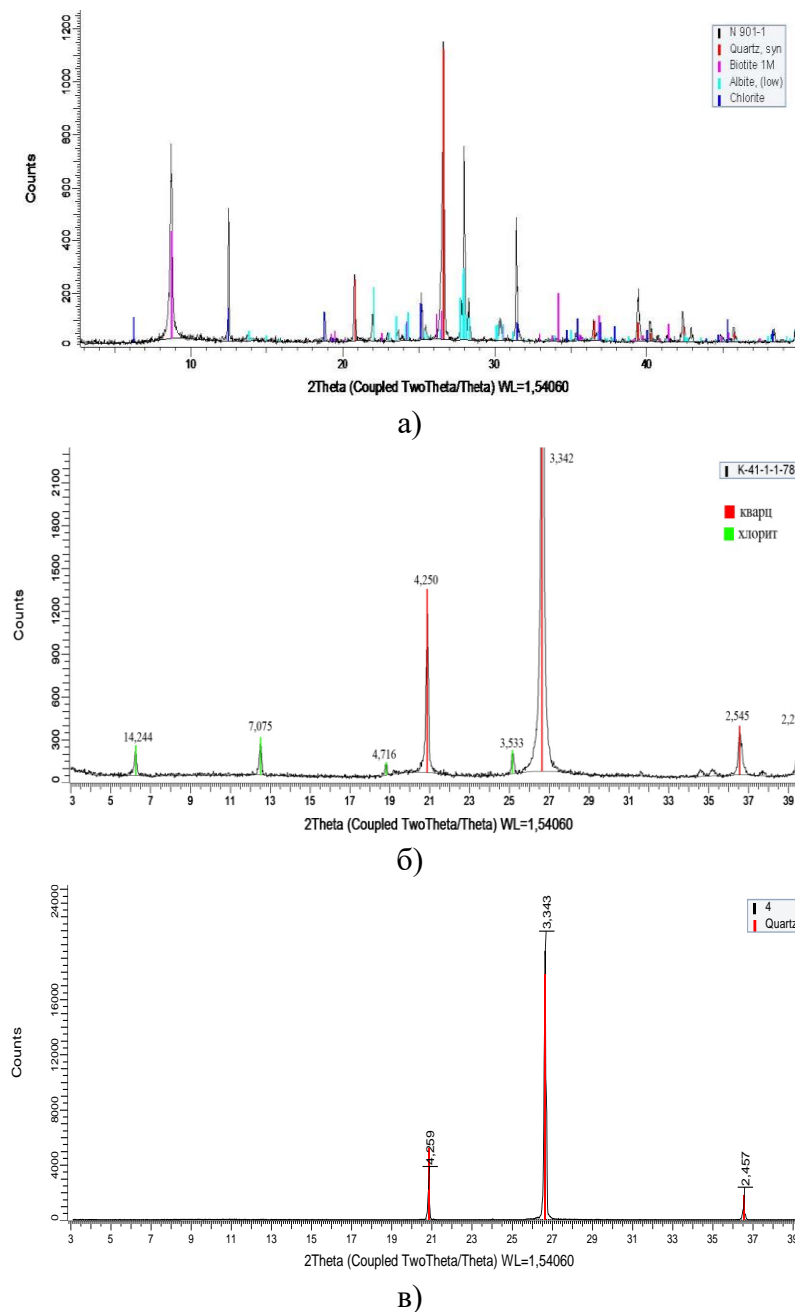 1200
1000
800
600
400
200
0
Counts
N 901-1
Quartz, syn
Biotite 1M
Albite, (low)
Chlorite
10 20 30 40
2Theta (Coupled TwoTheta/Theta) WL=1,54060
а)
2100
1800
1500
1200
900
600
300
0
Counts
K-41-1-1-78
кварц
хлорит
3,342
4,250
14,244
7,075
4,716
3,533
2,545
2,2
3 5 7 9 11 13 15 17 19 21 23 25 27 29 31 33 35 37 39
2Theta (Coupled TwoTheta/Theta) WL=1,54060
б)
24000
16000
12000
8000
4000
0
Counts
4
Quartz
3,343
4,259
2,457
3 5 7 9 11 13 15 17 19 21 23 25 27 29 31 33 35 37 39
2Theta (Coupled TwoTheta/Theta) WL=1,54060
в)